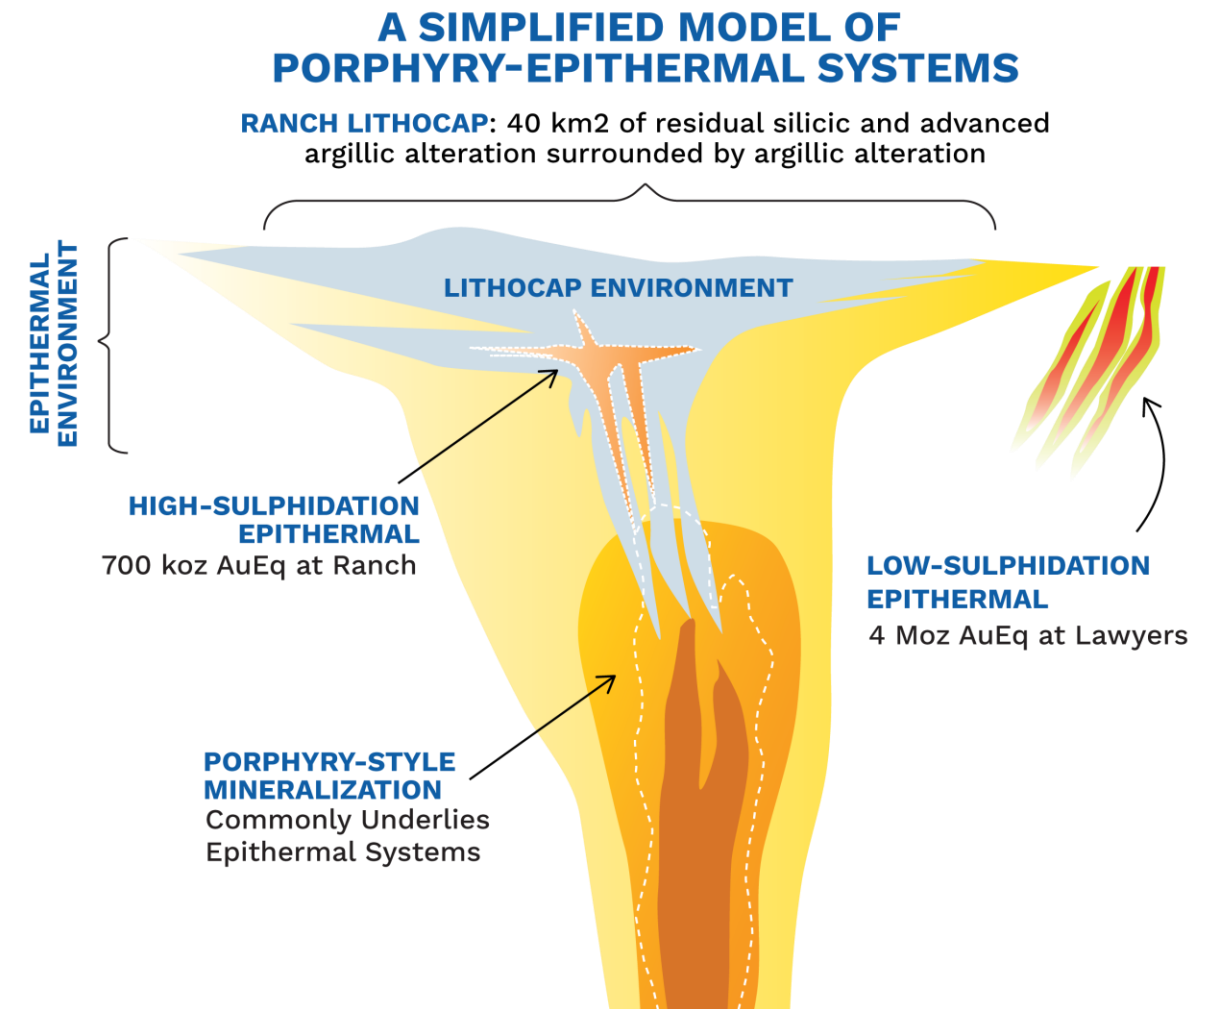 A SIMPLIFIED MODEL OF
PORPHYRY-EPITHERMAL SYSTEMS
RANCH LITHOCAP: 40 km2 of residual silicic and advanced
argillic alteration surrounded by argillic alteration
EPITHERMAL
ENVIRONMENT
LITHOCAP ENVIRONMENT
HIGH-SULPHIDATION
EPITHERMAL
700 koz AuEq at Ranch
LOW-SULPHIDATION
EPITHERMAL
4 Moz AuEq at Lawyers
PORPHYRY-STYLE
MINERALIZATION
Commonly Underlies
Epithermal Systems